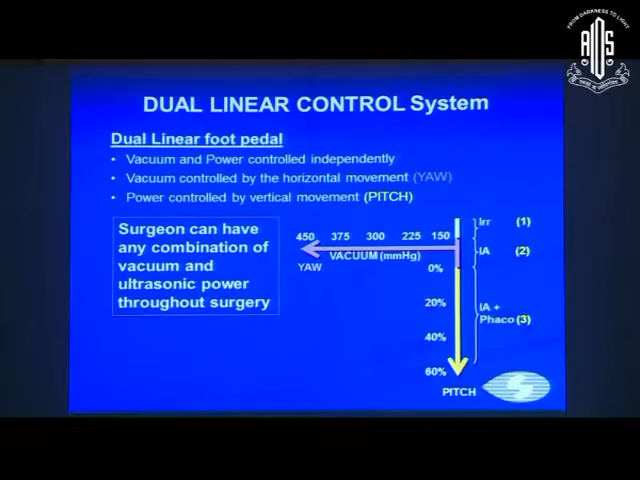 FROM DARKNESS TO LIGHT
AIOS
DUAL LINEAR CONTROL System
Dual Linear foot pedal
• Vacuum and Power controlled independently
• Vacuum controlled by the horizontal movement (YAW)
• Power controlled by vertical movement (PITCH)
Surgeon can have
any combination of
vacuum and
ultrasonic power
throughout surgery
450 375 300 225 150
VACUUM (mmHg)
YAW
0%
20%
40%
60%
PITCH
Irr (1)
IA (2)
IA +
Phaco (3)